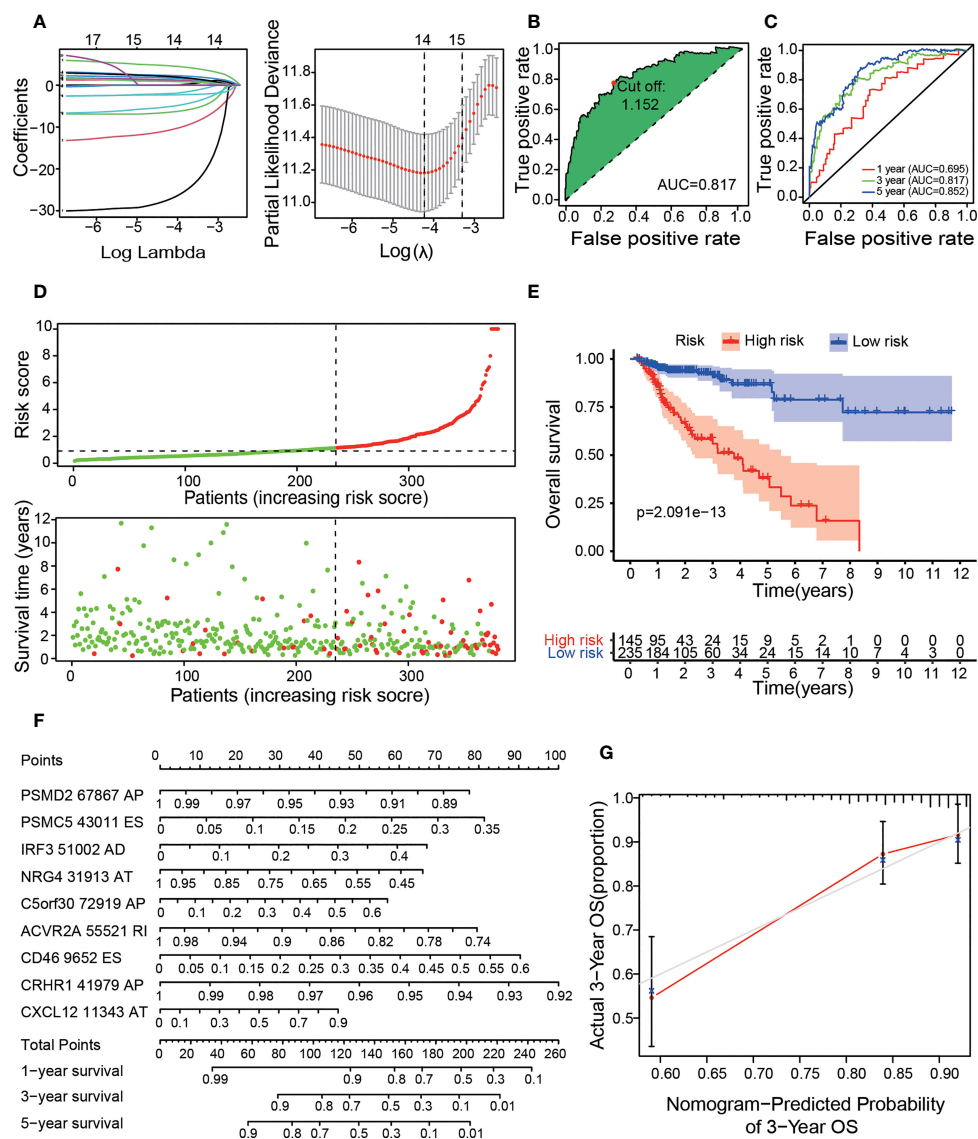 A
17 15 14 14
Coefficients
0
−10
−20
−30
−6 −5 −4 −3
Log Lambda
14 15
Partial Likelihood Deviance
11.8
11.6
11.4
11.2
11.0
−6 −5 −4 −3
Log(λ)
B
True positive rate
1.0
0.8
0.6
0.4
0.2
0.0
Cut off:
1.152
AUC=0.817
0.0 0.2 0.4 0.6 0.8 1.0
False positive rate
C
True positive rate
1.0
0.8
0.6
0.4
0.2
0.0
1 year (AUC=0.695)
3 year (AUC=0.817)
5 year (AUC=0.852)
0.0 0.2 0.4 0.6 0.8 1.0
False positive rate
D
Risk score
10
8
6
4
2
0
0 100 200 300
Patients (increasing risk socre)
Survival time (years)
12
10
8
6
4
2
0
0 100 200 300
Patients (increasing risk socre)
E
Risk High risk Low risk
Overall survival
1.00
0.75
0.50
0.25
0.00
p=2.091e−13
0 1 2 3 4 5 6 7 8 9 10 11 12
Time(years)
High risk 145 95 43 24 15 9 5 2 1 0 0 0 0
Low risk 235 184 105 60 34 24 15 14 10 7 4 3 0
0 1 2 3 4 5 6 7 8 9 10 11 12
Time(years)
F
Points 0 10 20 30 40 50 60 70 80 90 100
PSMD2 67867 AP 1 0.99 0.97 0.95 0.93 0.91 0.89
PSMC5 43011 ES 0 0.05 0.1 0.15 0.2 0.25 0.3 0.35
IRF3 51002 AD 0 0.1 0.2 0.3 0.4
NRG4 31913 AT 1 0.95 0.85 0.75 0.65 0.55 0.45
C5orf30 72919 AP 0 0.1 0.2 0.3 0.4 0.5 0.6
ACVR2A 55521 RI 1 0.98 0.94 0.9 0.86 0.82 0.78 0.74
CD46 9652 ES 0 0.05 0.1 0.15 0.2 0.25 0.3 0.35 0.4 0.45 0.5 0.55 0.6
CRHR1 41979 AP 1 0.99 0.98 0.97 0.96 0.95 0.94 0.93 0.92
CXCL12 11343 AT 0 0.1 0.3 0.5 0.7 0.9
Total Points 0 20 40 60 80 100 120 140 160 180 200 220 240 260
1-year survival 0.99 0.9 0.8 0.7 0.5 0.3 0.1
3-year survival 0.9 0.8 0.7 0.5 0.3 0.1 0.01
5-year survival 0.9 0.8 0.7 0.5 0.3 0.1 0.01
G
Actual 3−Year OS(proportion)
1.0
0.9
0.8
0.7
0.6
0.5
0.60 0.65 0.70 0.75 0.80 0.85 0.90
Nomogram−Predicted Probability
of 3−Year OS